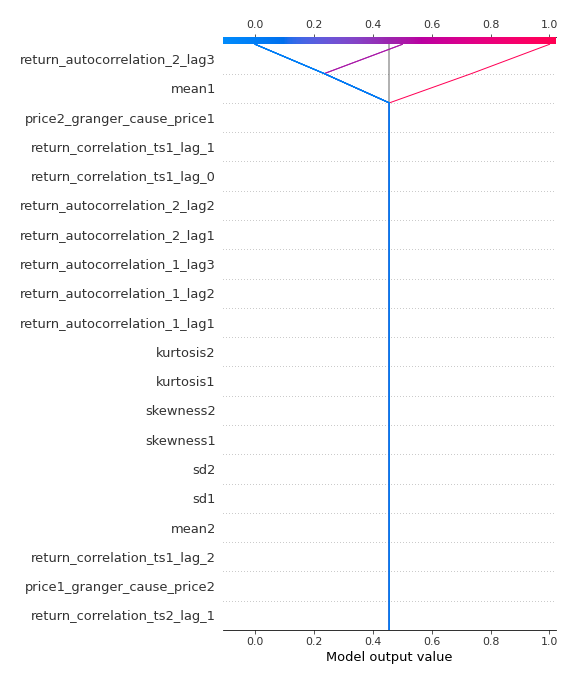 0.0 0.2 0.4 0.6 0.8 1.0
return_autocorrelation_2_lag3
mean1
price2_granger_cause_price1
return_correlation_ts1_lag_1
return_correlation_ts1_lag_0
return_autocorrelation_2_lag2
return_autocorrelation_2_lag1
return_autocorrelation_1_lag3
return_autocorrelation_1_lag2
return_autocorrelation_1_lag1
kurtosis2
kurtosis1
skewness2
skewness1
sd2
sd1
mean2
return_correlation_ts1_lag_2
price1_granger_cause_price2
return_correlation_ts2_lag_1
0.0 0.2 0.4 0.6 0.8 1.0
Model output value